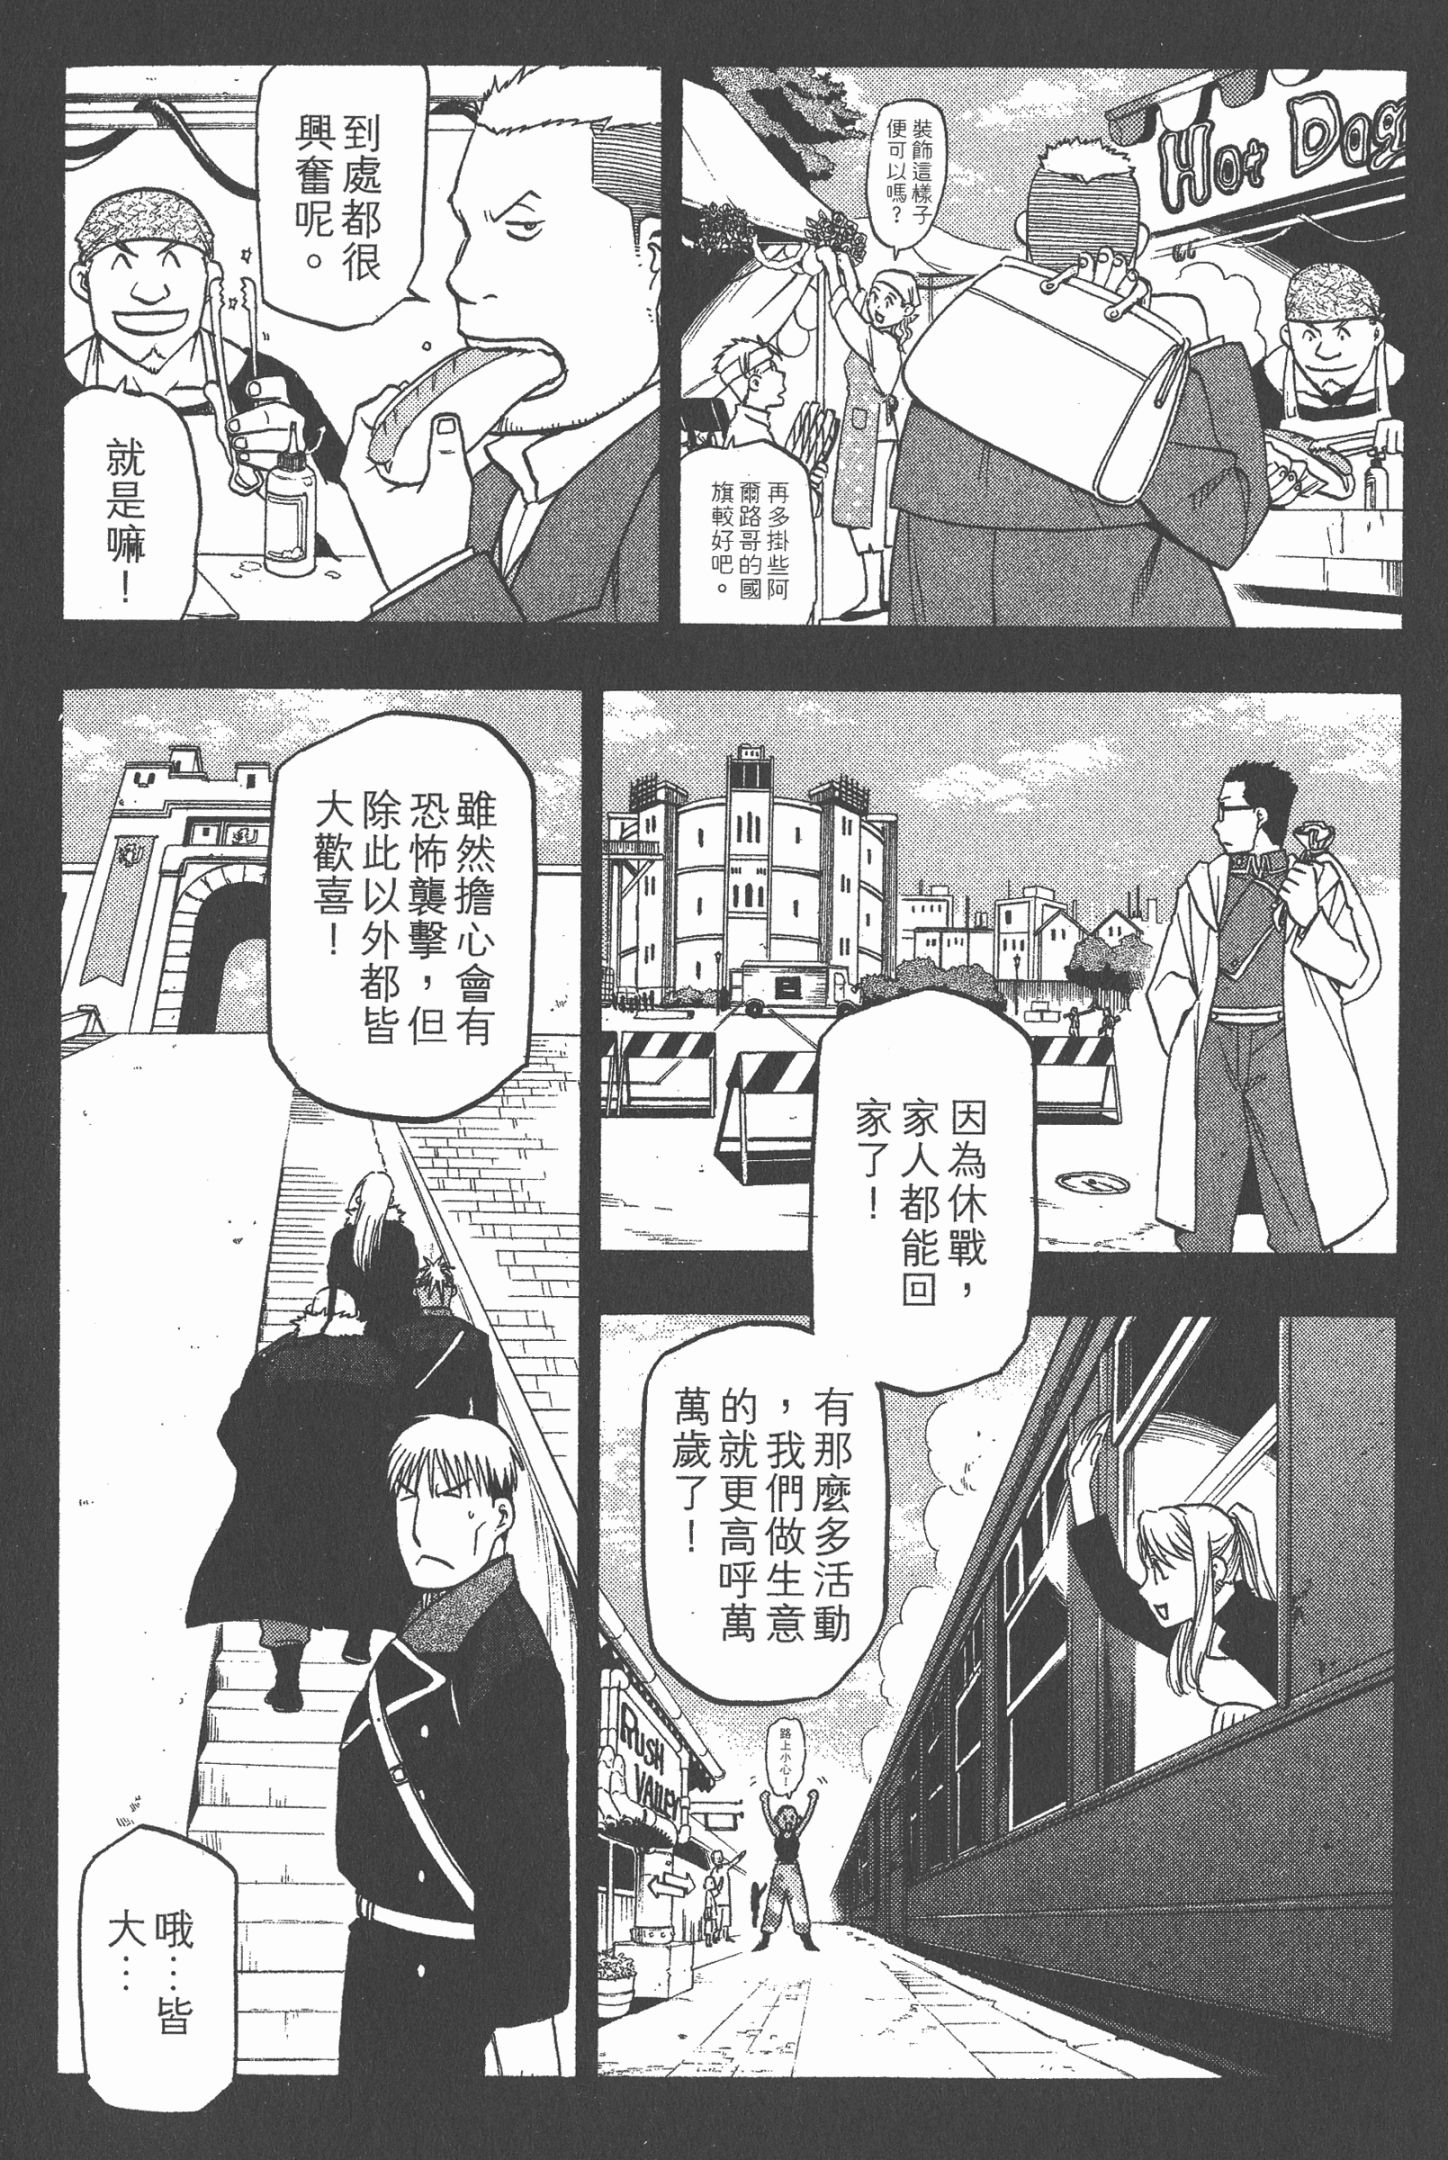 Hot Dog
裝飾這樣子
便可以嗎？
再多掛些阿
爾路哥的國
旗較好吧。
到處都很
興奮呢。
就是嘛！
因為休戰，
家人都能回
家了！
有那麼多活動
，我們做生意
的就更高呼萬
萬歲了！
路上小心！
RUSH
VALLEY
雖然擔心會有
恐怖襲擊，但
除此以外都皆
大歡喜！
哦…皆
大…